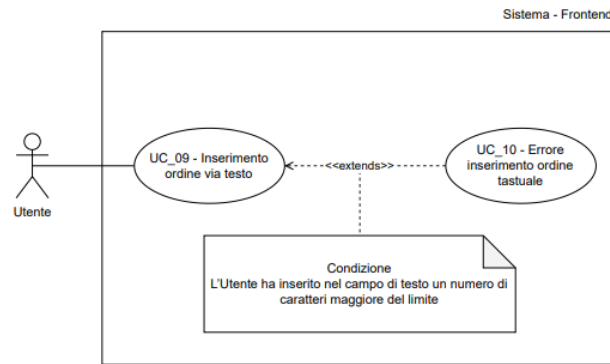 Sistema - Frontend
UC_09 - Inserimento
ordine via testo
<<extends>>
UC_10 - Errore
inserimento ordine
tastuale
Utente
Condizione
L'Utente ha inserito nel campo di testo un numero di
caratteri maggiore del limite